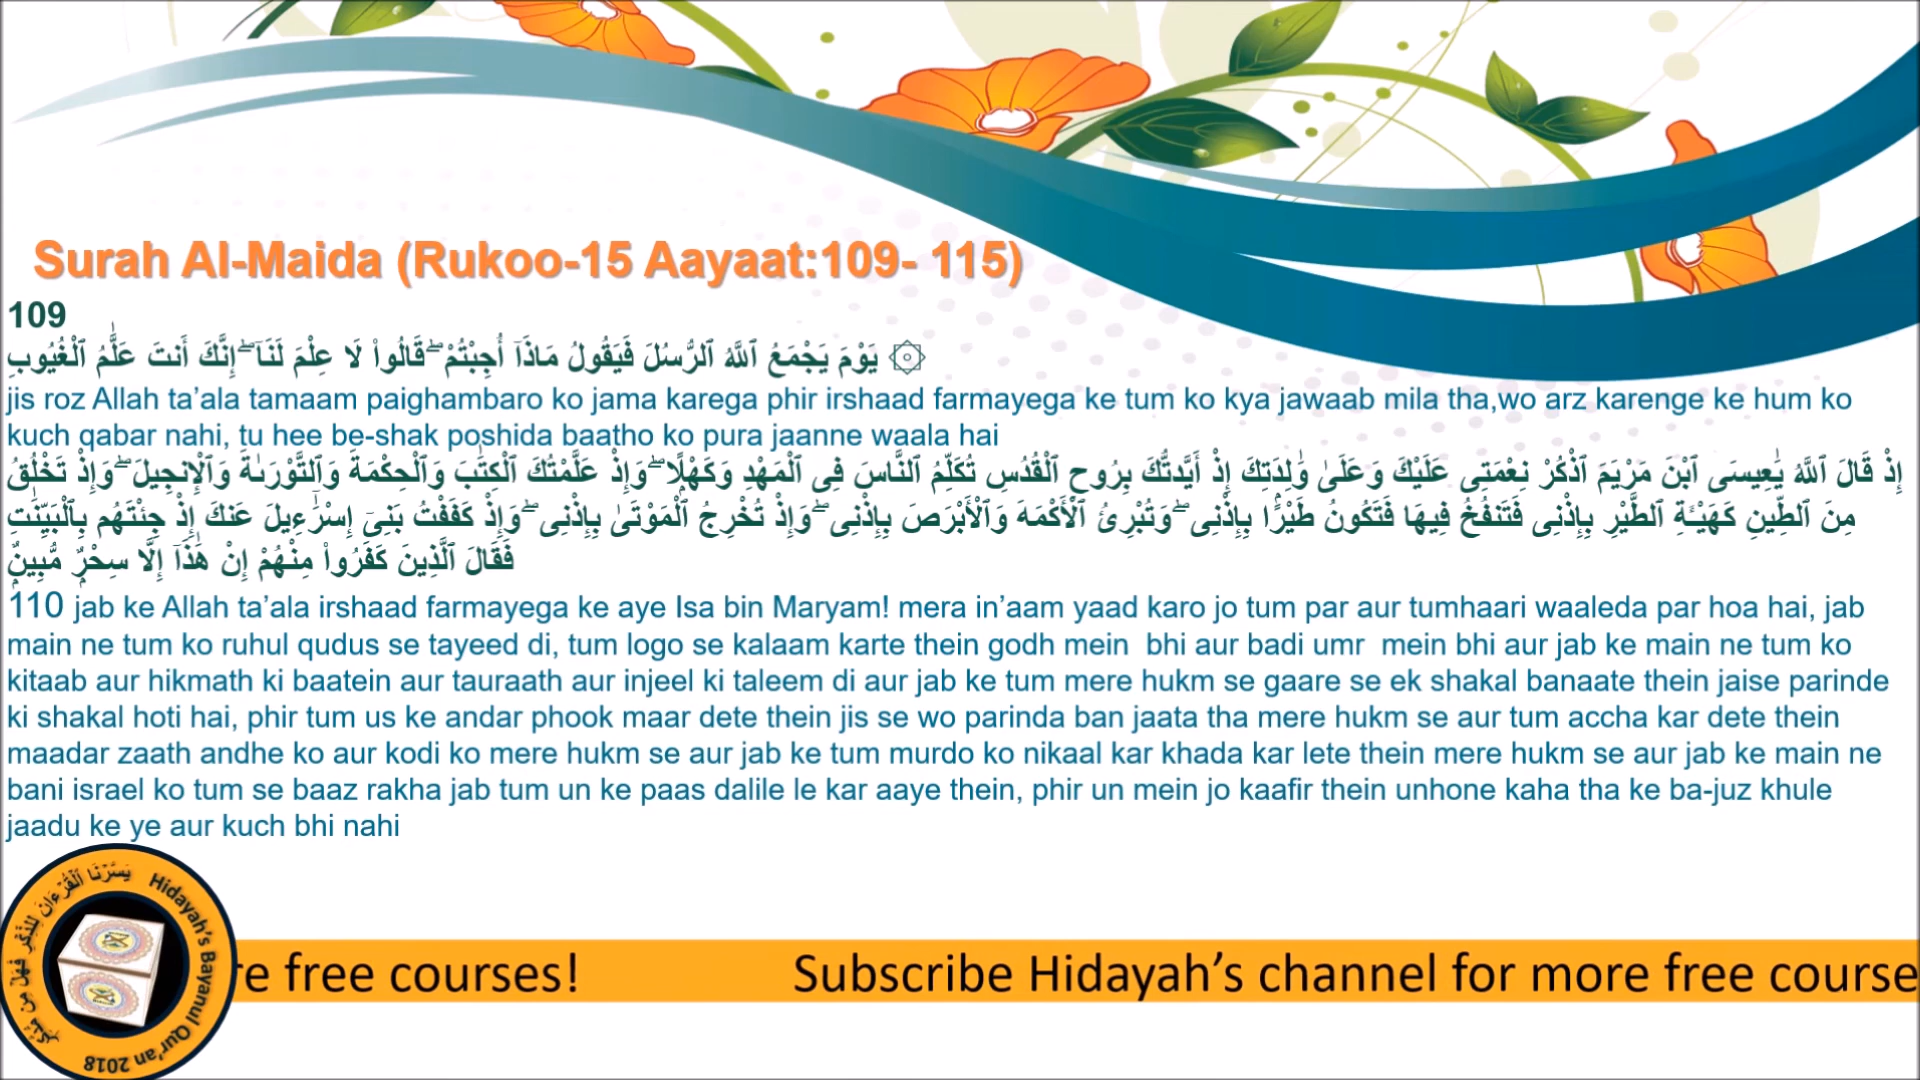 Surah Al-Maida (Rukoo-15 Aayaat:109- 115)
109
۞ يَوْمَ يَجْمَعُ ٱللَّهُ ٱلرُّسُلَ فَيَقُولُ مَاذَآ أُجِبْتُمْ ۖ قَالُوا۟ لَا عِلْمَ لَنَآ ۖ إِنَّكَ أَنتَ عَلَّٰمُ ٱلْغُيُوبِ
jis roz Allah ta’ala tamaam paighambaro ko jama karega phir irshaad farmayega ke tum ko kya jawaab mila tha,wo arz karenge ke hum ko
kuch qabar nahi, tu hee be-shak poshida baatho ko pura jaanne waala hai
إِذْ قَالَ ٱللَّهُ يَٰعِيسَى ٱبْنَ مَرْيَمَ ٱذْكُرْ نِعْمَتِى عَلَيْكَ وَعَلَىٰ وَٰلِدَتِكَ إِذْ أَيَّدتُّكَ بِرُوحِ ٱلْقُدُسِ تُكَلِّمُ ٱلنَّاسَ فِى ٱلْمَهْدِ وَكَهْلًا ۖ وَإِذْ عَلَّمْتُكَ ٱلْكِتَٰبَ وَٱلْحِكْمَةَ وَٱلتَّوْرَىٰةَ وَٱلْإِنجِيلَ ۖ وَإِذْ تَخْلُقُ
مِنَ ٱلطِّينِ كَهَيْـَٔةِ ٱلطَّيْرِ بِإِذْنِى فَتَنفُخُ فِيهَا فَتَكُونُ طَيْرًۢا بِإِذْنِى ۖ وَتُبْرِئُ ٱلْأَكْمَهَ وَٱلْأَبْرَصَ بِإِذْنِى ۖ وَإِذْ تُخْرِجُ ٱلْمَوْتَىٰ بِإِذْنِى ۖ وَإِذْ كَفَفْتُ بَنِىٓ إِسْرَٰٓءِيلَ عَنكَ إِذْ جِئْتَهُم بِٱلْبَيِّنَٰتِ
فَقَالَ ٱلَّذِينَ كَفَرُوا۟ مِنْهُمْ إِنْ هَٰذَآ إِلَّا سِحْرٌ مُّبِينٌ
110 jab ke Allah ta’ala irshaad farmayega ke aye Isa bin Maryam! mera in’aam yaad karo jo tum par aur tumhaari waaleda par hoa hai, jab
main ne tum ko ruhul qudus se tayeed di, tum logo se kalaam karte thein godh mein bhi aur badi umr mein bhi aur jab ke main ne tum ko
kitaab aur hikmath ki baatein aur tauraath aur injeel ki taleem di aur jab ke tum mere hukm se gaare se ek shakal banaate thein jaise parinde
ki shakal hoti hai, phir tum us ke andar phook maar dete thein jis se wo parinda ban jaata tha mere hukm se aur tum accha kar dete thein
maadar zaath andhe ko aur kodi ko mere hukm se aur jab ke tum murdo ko nikaal kar khada kar lete thein mere hukm se aur jab ke main ne
bani israel ko tum se baaz rakha jab tum un ke paas dalile le kar aaye thein, phir un mein jo kaafir thein unhone kaha tha ke ba-juz khule
jaadu ke ye aur kuch bhi nahi
يَسَّرْنَا ٱلْقُرْءَانَ لِلذِّكْرِ فَهَلْ مِن مُّدَّكِرٍ
Hidayah’s Bayanul Qur’an 2018
re free courses! Subscribe Hidayah’s channel for more free course